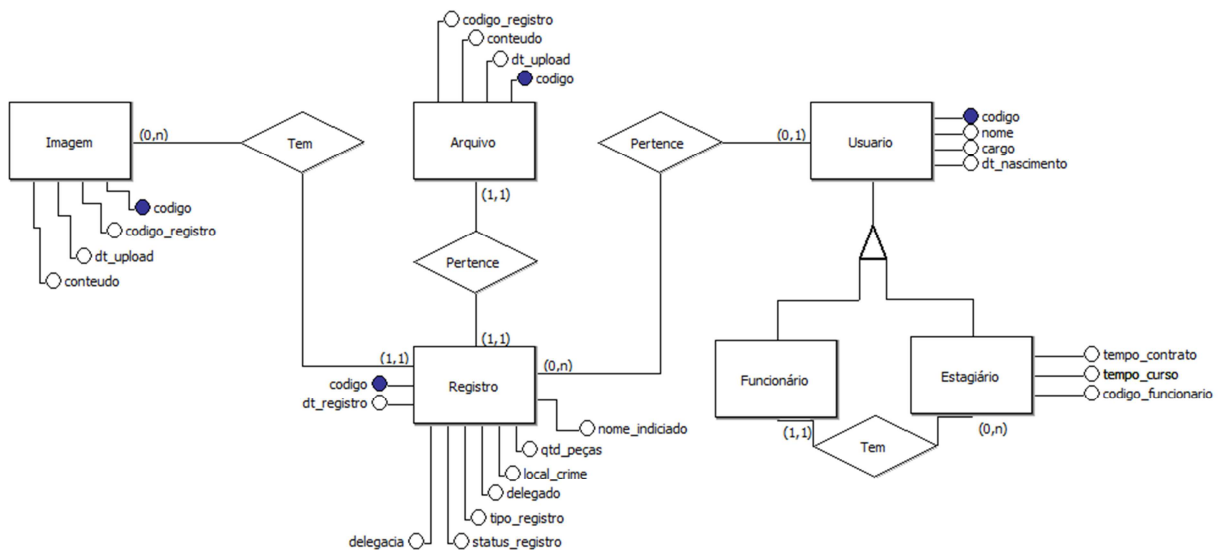 codigo_registro
conteudo
dt_upload
codigo
Imagem
(0,n)
Tem
Arquivo
Pertence
(0,1)
Usuario
codigo
nome
cargo
dt_nascimento
(1,1)
codigo
codigo_registro
dt_upload
conteudo
Pertence
(1,1)
(1,1)
Registro
(0,n)
codigo
dt_registro
nome_indiciado
qtd_peças
local_crime
delegado
tipo_registro
delegacia
status_registro
Funcionário
Estagiário
tempo_contrato
tempo_curso
codigo_funcionario
(1,1)
Tem
(0,n)